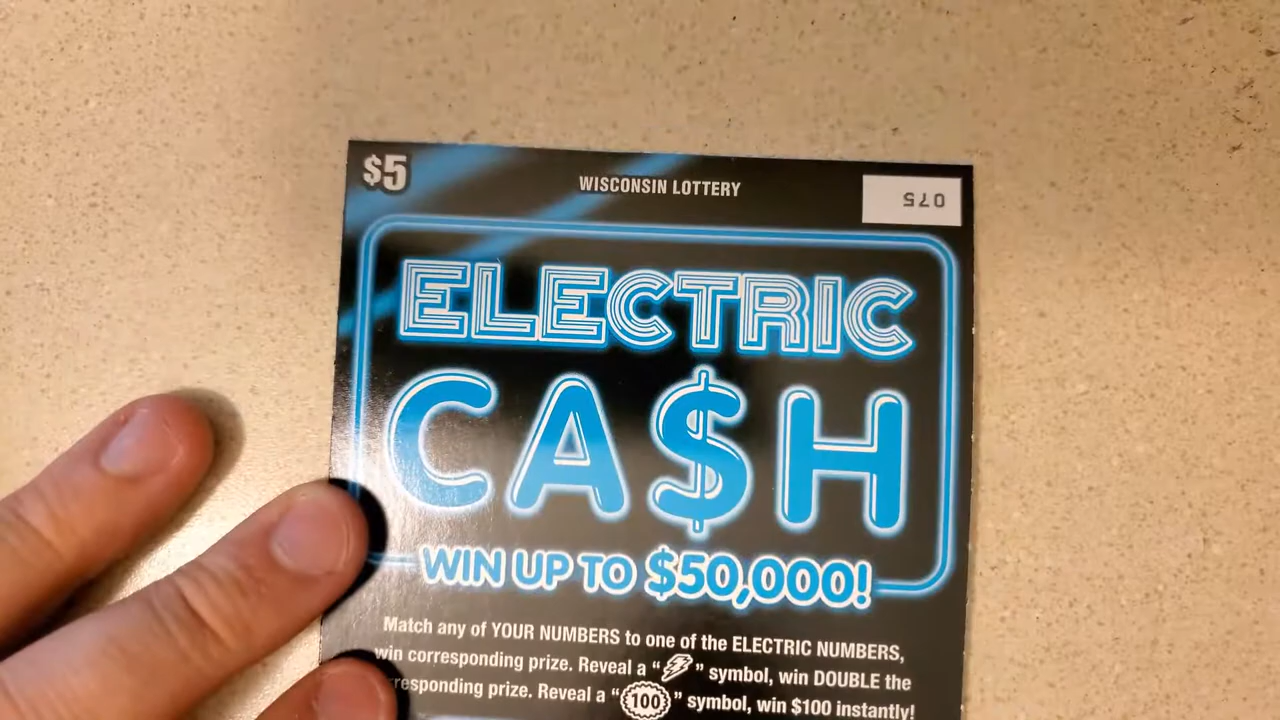 $5
WISCONSIN LOTTERY
075
ELECTRIC
CA$H
WIN UP TO $50,000!
Match any of YOUR NUMBERS to one of the ELECTRIC NUMBERS,
win corresponding prize. Reveal a “ ” symbol, win DOUBLE the
responding prize. Reveal a “100” symbol, win $100 instantly!